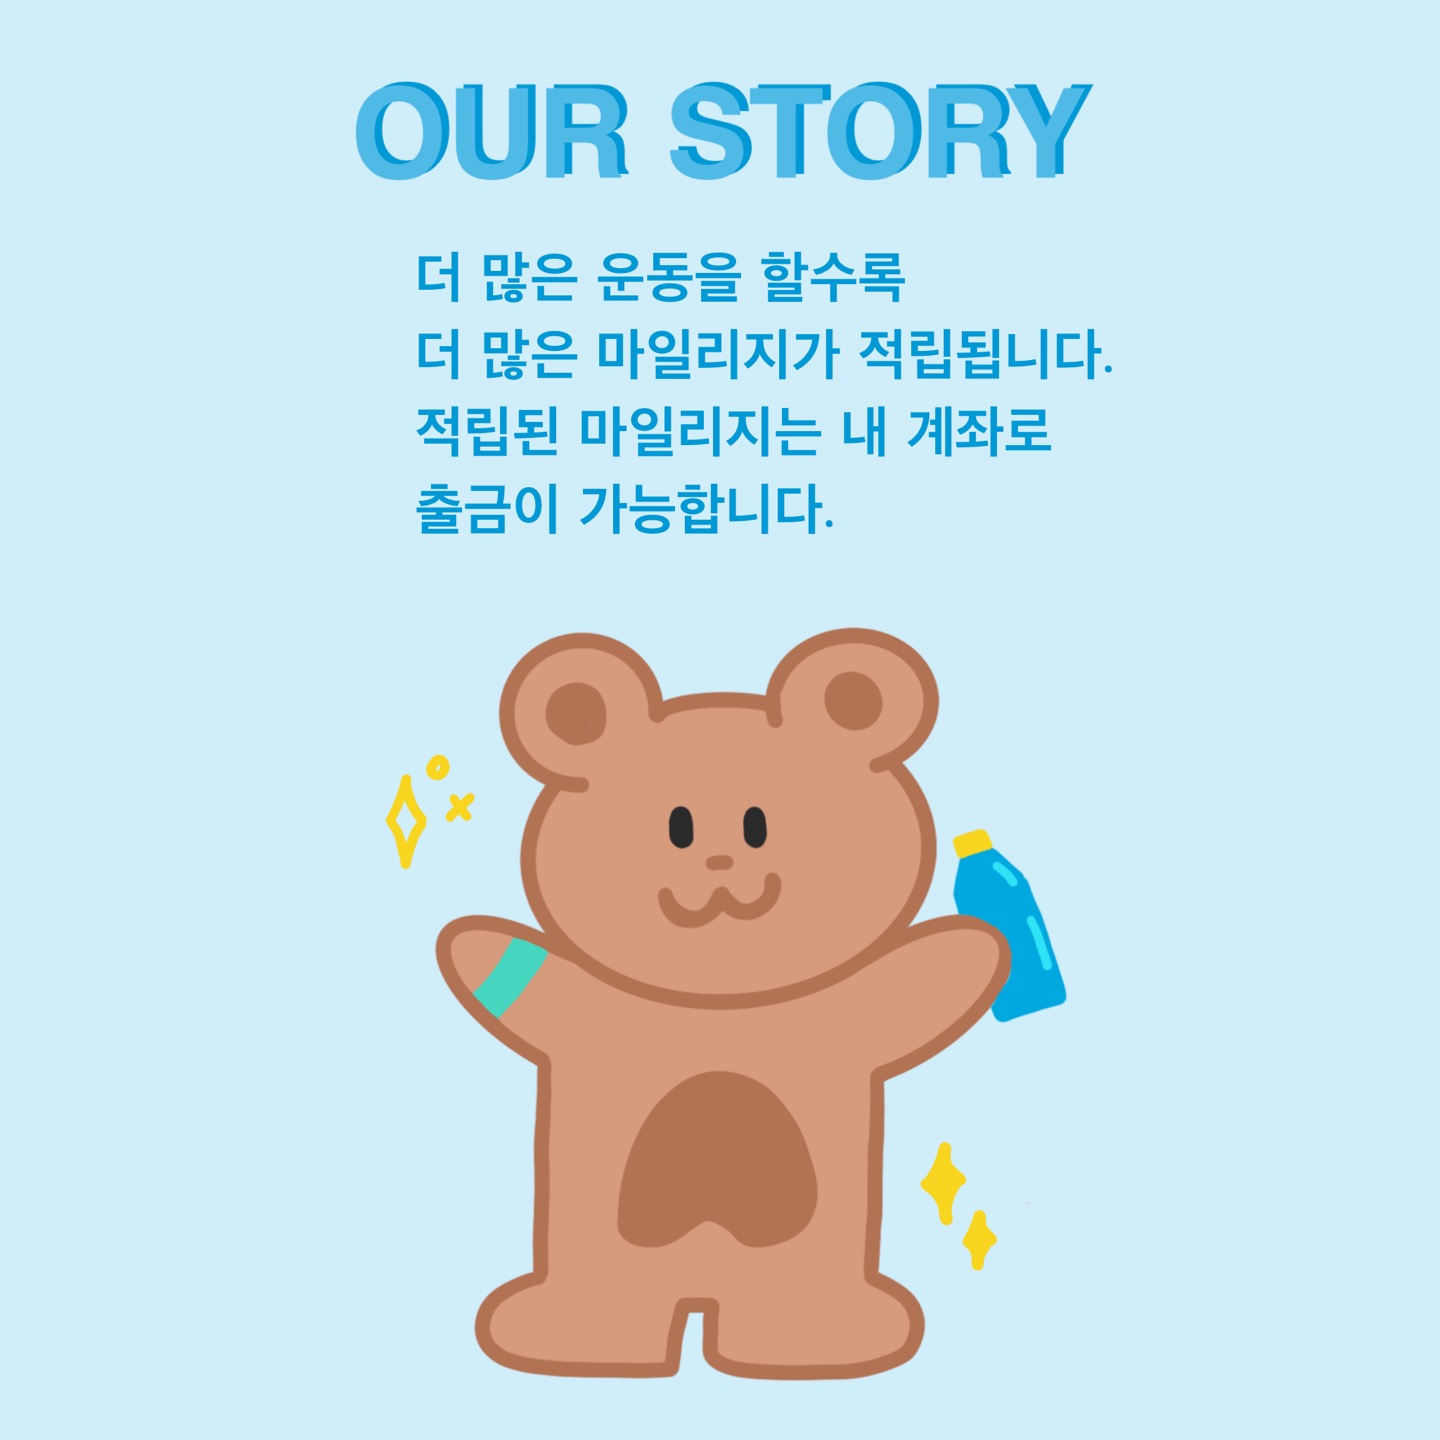 OUR STORY
더 많은 운동을 할수록
더 많은 마일리지가 적립됩니다.
적립된 마일리지는 내 계좌로
출금이 가능합니다.